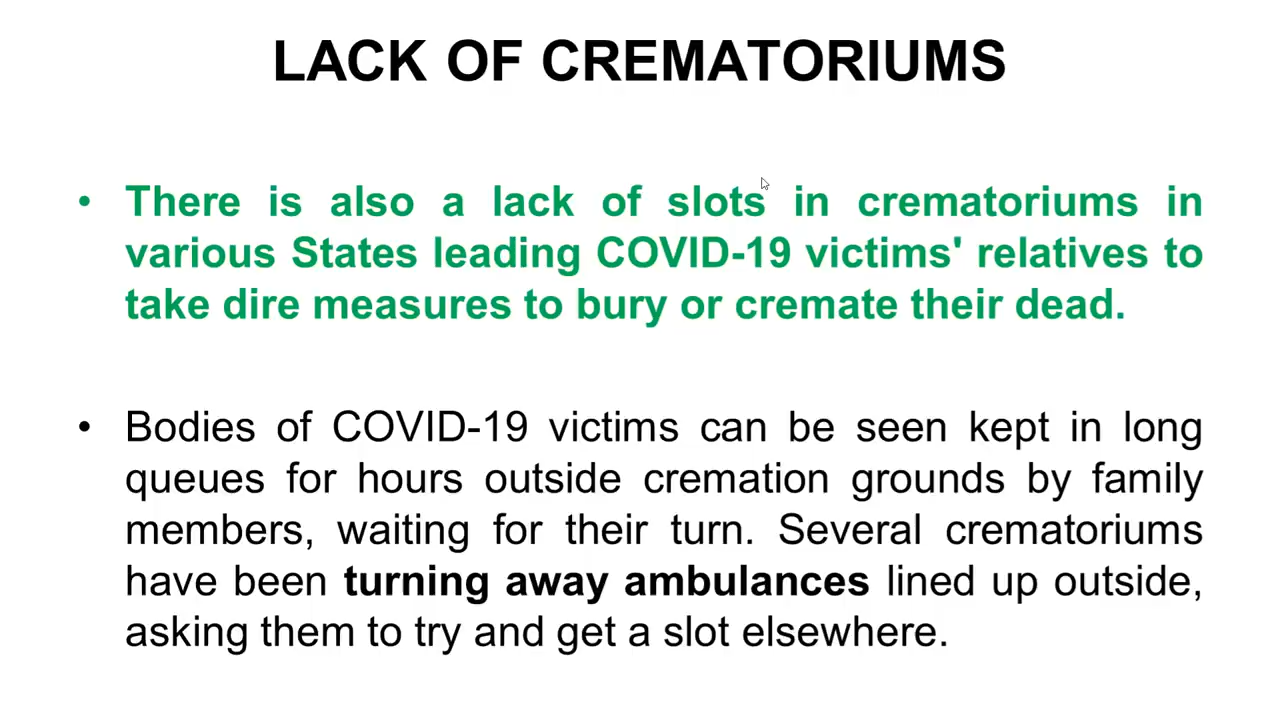 LACK OF CREMATORIUMS
• There is also a lack of slots in crematoriums in
various States leading COVID-19 victims' relatives to
take dire measures to bury or cremate their dead.
• Bodies of COVID-19 victims can be seen kept in long
queues for hours outside cremation grounds by family
members, waiting for their turn. Several crematoriums
have been turning away ambulances lined up outside,
asking them to try and get a slot elsewhere.